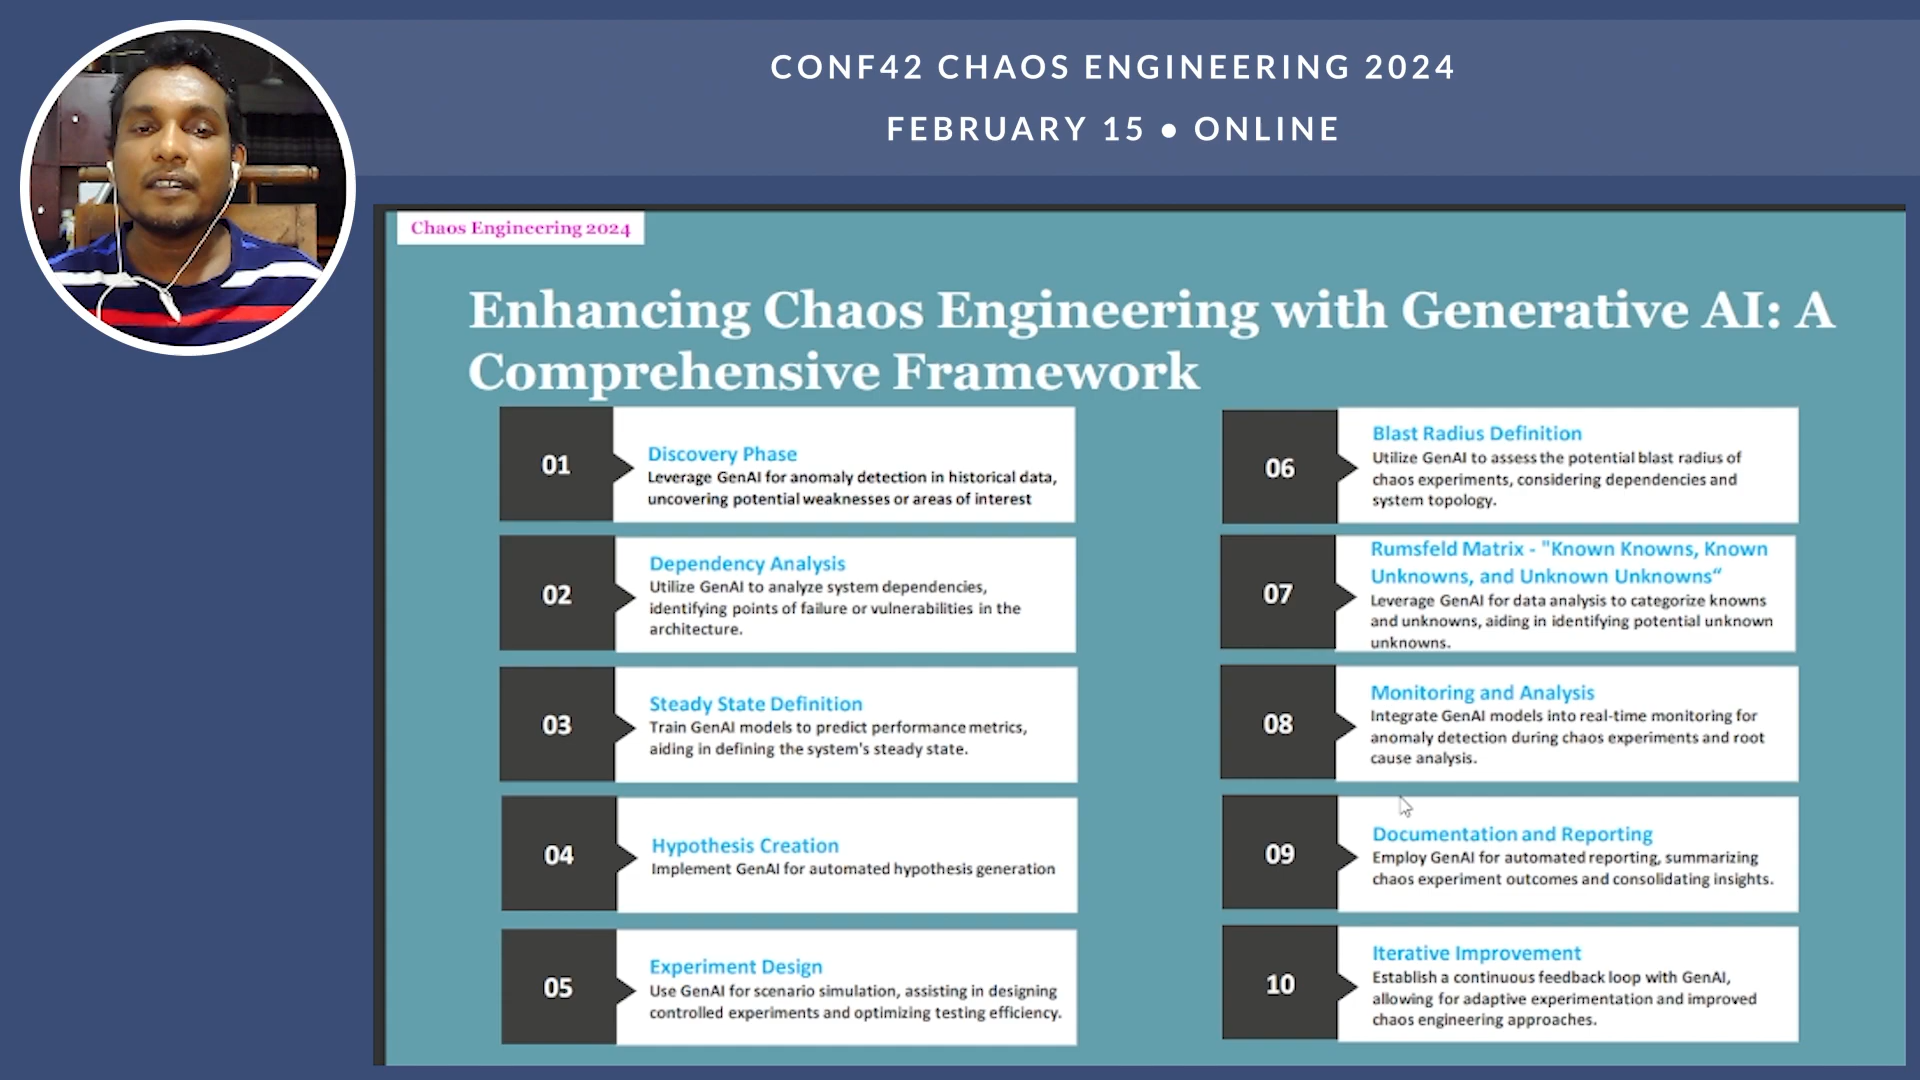 CONF42 CHAOS ENGINEERING 2024
FEBRUARY 15 • ONLINE
Chaos Engineering 2024
Enhancing Chaos Engineering with Generative AI: A
Comprehensive Framework
01
Discovery Phase
Leverage GenAI for anomaly detection in historical data,
uncovering potential weaknesses or areas of interest
02
Dependency Analysis
Utilize GenAI to analyze system dependencies,
identifying points of failure or vulnerabilities in the
architecture.
03
Steady State Definition
Train GenAI models to predict performance metrics,
aiding in defining the system's steady state.
04
Hypothesis Creation
Implement GenAI for automated hypothesis generation
05
Experiment Design
Use GenAI for scenario simulation, assisting in designing
controlled experiments and optimizing testing efficiency.
06
Blast Radius Definition
Utilize GenAI to assess the potential blast radius of
chaos experiments, considering dependencies and
system topology.
07
Rumsfeld Matrix - "Known Knowns, Known
Unknowns, and Unknown Unknowns“
Leverage GenAI for data analysis to categorize knowns
and unknowns, aiding in identifying potential unknown
unknowns.
08
Monitoring and Analysis
Integrate GenAI models into real-time monitoring for
anomaly detection during chaos experiments and root
cause analysis.
09
Documentation and Reporting
Employ GenAI for automated reporting, summarizing
chaos experiment outcomes and consolidating insights.
10
Iterative Improvement
Establish a continuous feedback loop with GenAI,
allowing for adaptive experimentation and improved
chaos engineering approaches.